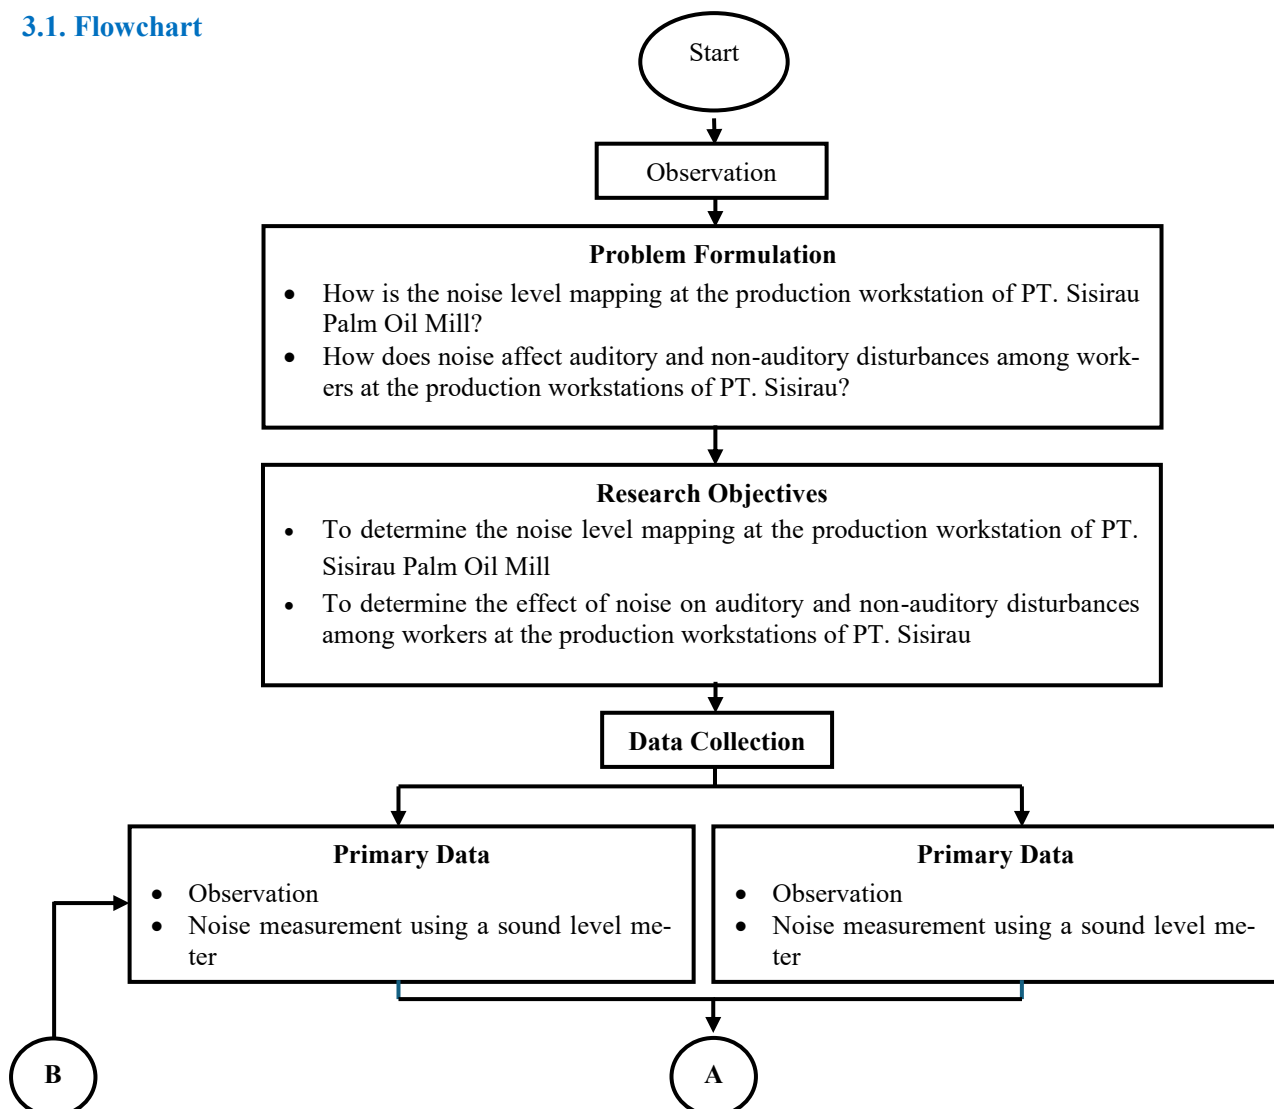 3.1. Flowchart
Start
Observation
Problem Formulation
• How is the noise level mapping at the production workstation of PT. Sisirau
Palm Oil Mill?
• How does noise affect auditory and non-auditory disturbances among work-
ers at the production workstations of PT. Sisirau?
Research Objectives
• To determine the noise level mapping at the production workstation of PT.
Sisirau Palm Oil Mill
• To determine the effect of noise on auditory and non-auditory disturbances
among workers at the production workstations of PT. Sisirau
Data Collection
Primary Data
• Observation
• Noise measurement using a sound level me-
ter
Primary Data
• Observation
• Noise measurement using a sound level me-
ter
B
A